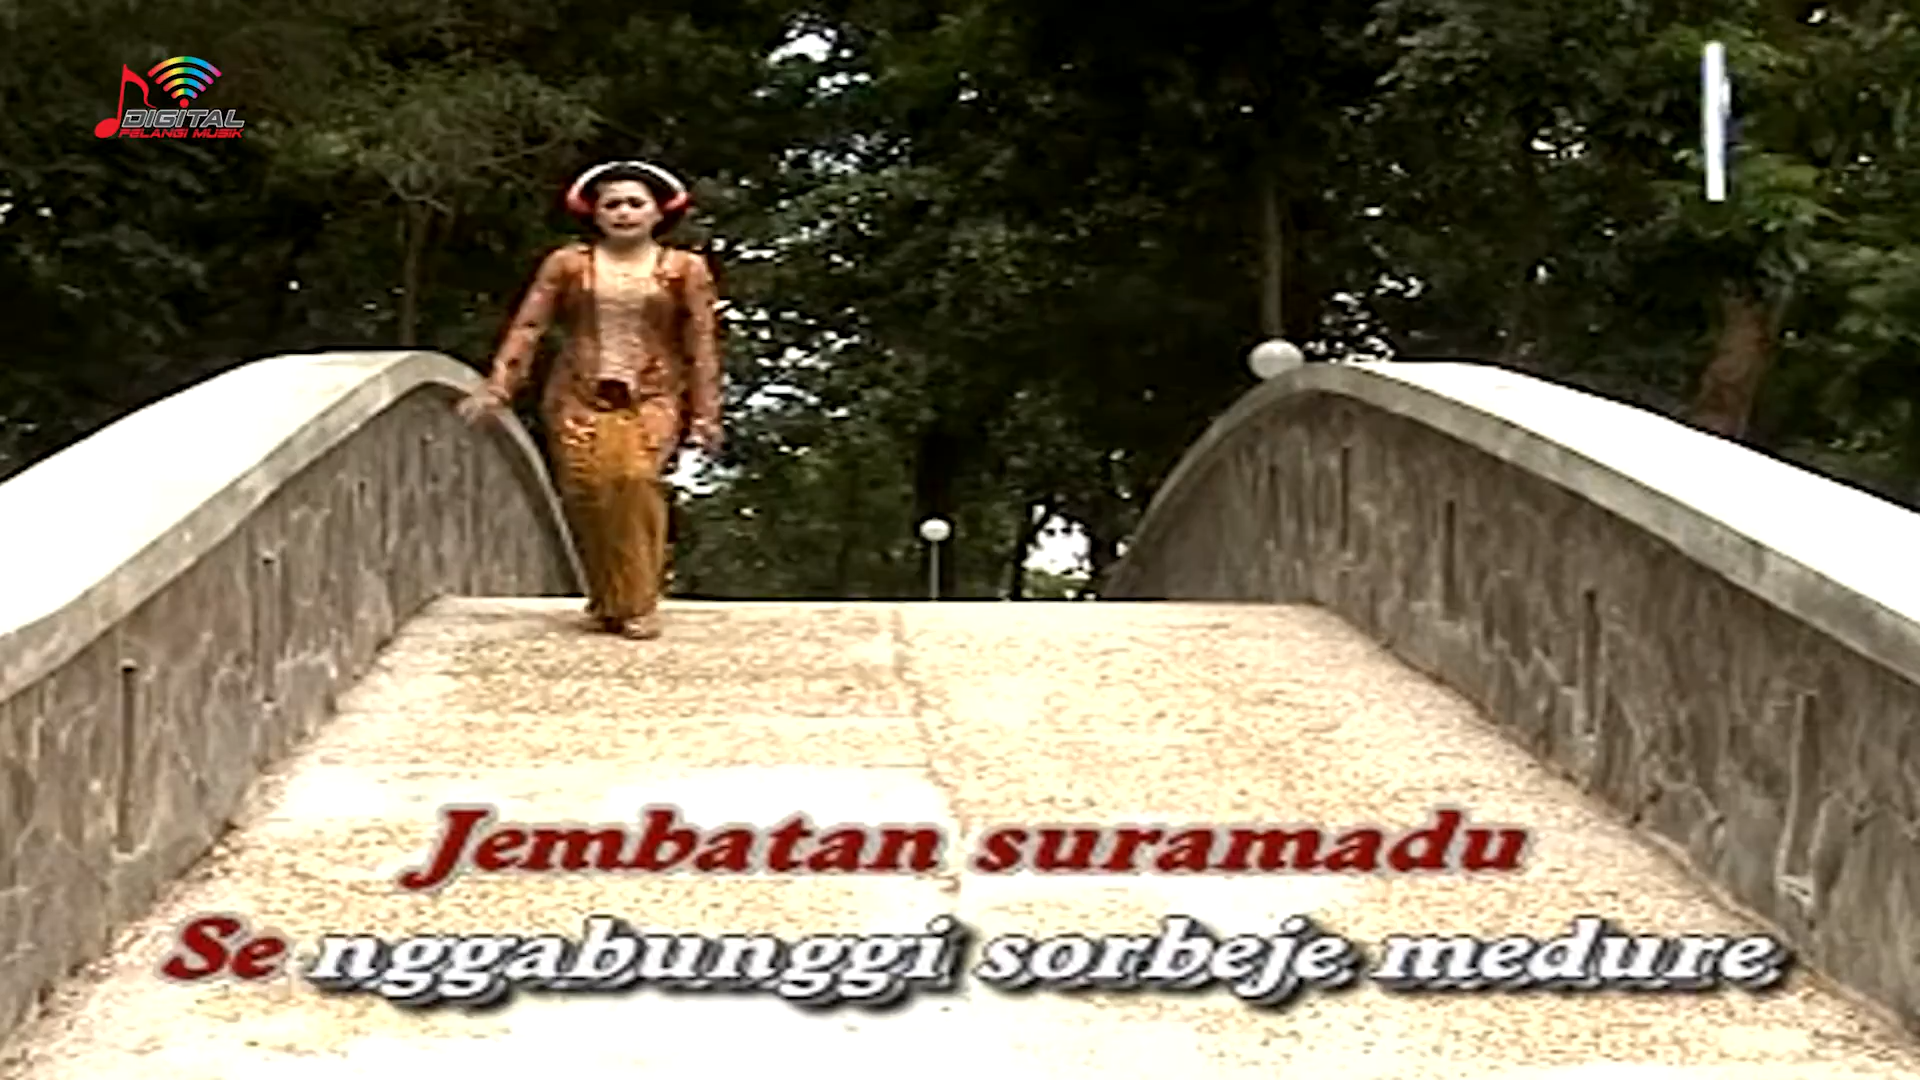 DIGITAL
PELANGI MUSIK
Jembatan suramadu
Se nggabunggi sorbeje medure